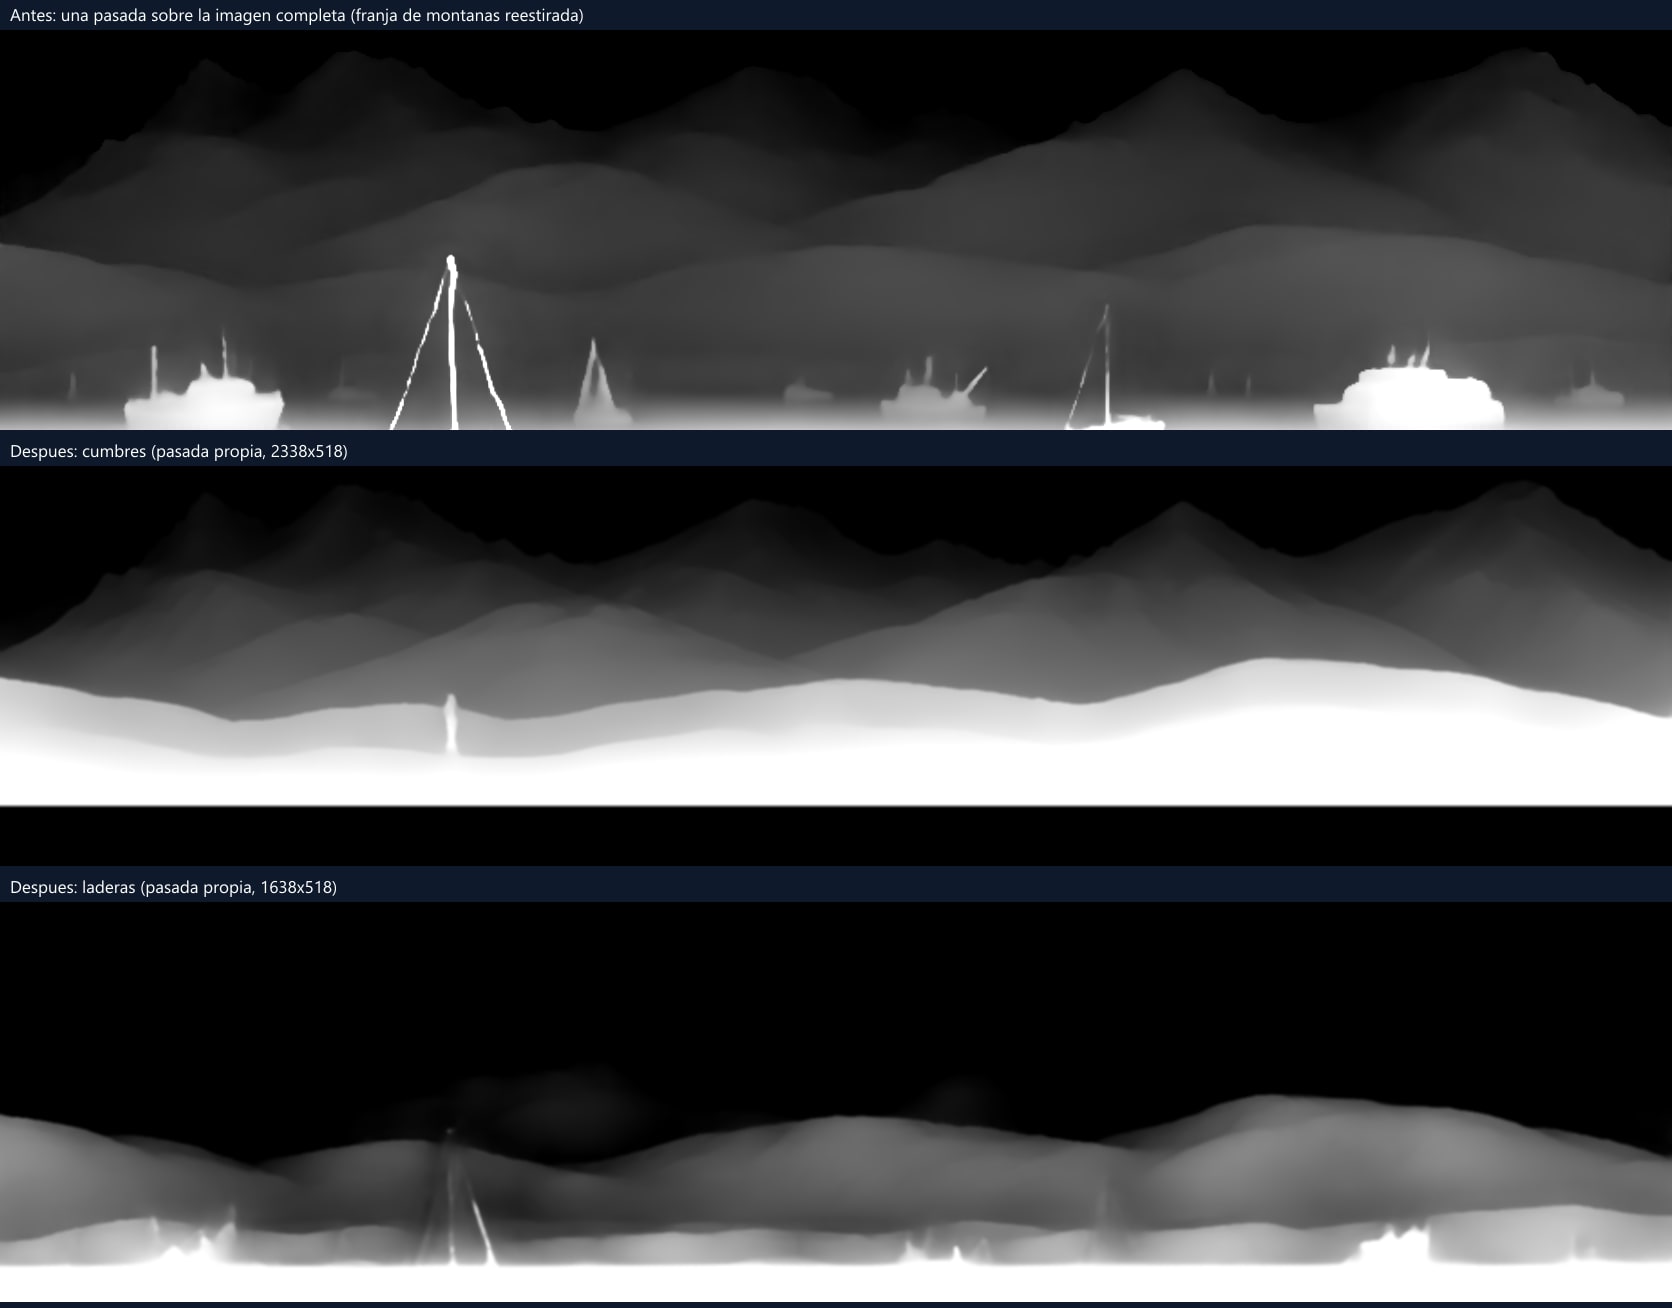 Antes: una pasada sobre la imagen completa (franja de montanas reestirada)
Despues: cumbres (pasada propia, 2338x518)
Despues: laderas (pasada propia, 1638x518)